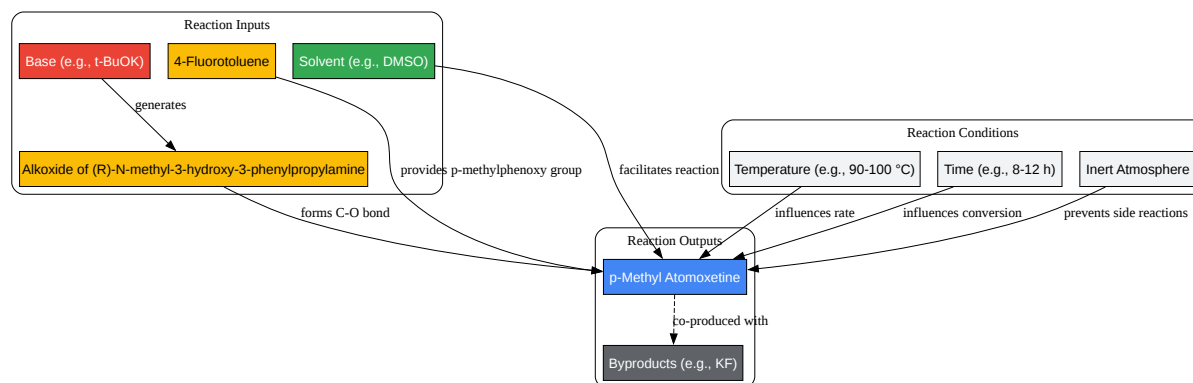 Reaction Inputs
Base (e.g., t-BuOK)
4-Fluorotoluene
Solvent (e.g., DMSO)
generates
Alkoxide of (R)-N-methyl-3-hydroxy-3-phenylpropylamine
provides p-methylphenoxy group
facilitates reaction
forms C-O bond
Reaction Conditions
Temperature (e.g., 90-100 °C)
Time (e.g., 8-12 h)
Inert Atmosphere
influences rate
influences conversion
prevents side reactions
Reaction Outputs
p-Methyl Atomoxetine
co-produced with
Byproducts (e.g., KF)